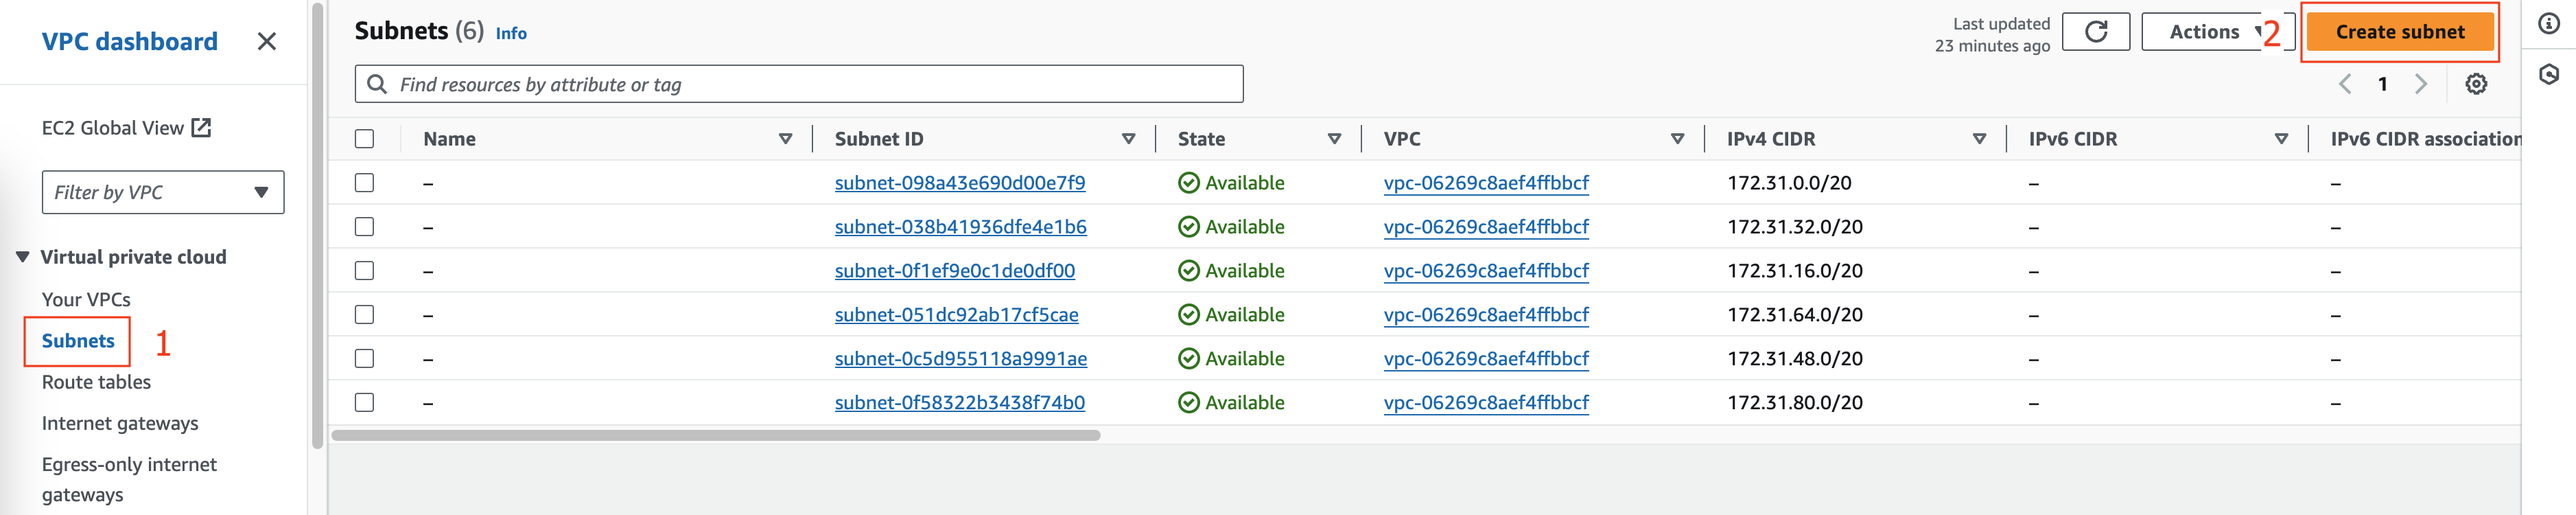 VPC dashboard
EC2 Global View
Filter by VPC
Virtual private cloud
Your VPCs
Subnets 1
Route tables
Internet gateways
Egress-only internet
gateways
Subnets (6) Info
Last updated
23 minutes ago
Actions
2
Create subnet
Find resources by attribute or tag
1
Name Subnet ID State VPC IPv4 CIDR IPv6 CIDR IPv6 CIDR association
– subnet-098a43e690d00e7f9 Available vpc-06269c8aef4ffbbcf 172.31.0.0/20 – –
– subnet-038b41936dfe4e1b6 Available vpc-06269c8aef4ffbbcf 172.31.32.0/20 – –
– subnet-0f1ef9e0c1de0df00 Available vpc-06269c8aef4ffbbcf 172.31.16.0/20 – –
– subnet-051dc92ab17cf5cae Available vpc-06269c8aef4ffbbcf 172.31.64.0/20 – –
– subnet-0c5d955118a9991ae Available vpc-06269c8aef4ffbbcf 172.31.48.0/20 – –
– subnet-0f58322b3438f74b0 Available vpc-06269c8aef4ffbbcf 172.31.80.0/20 – –